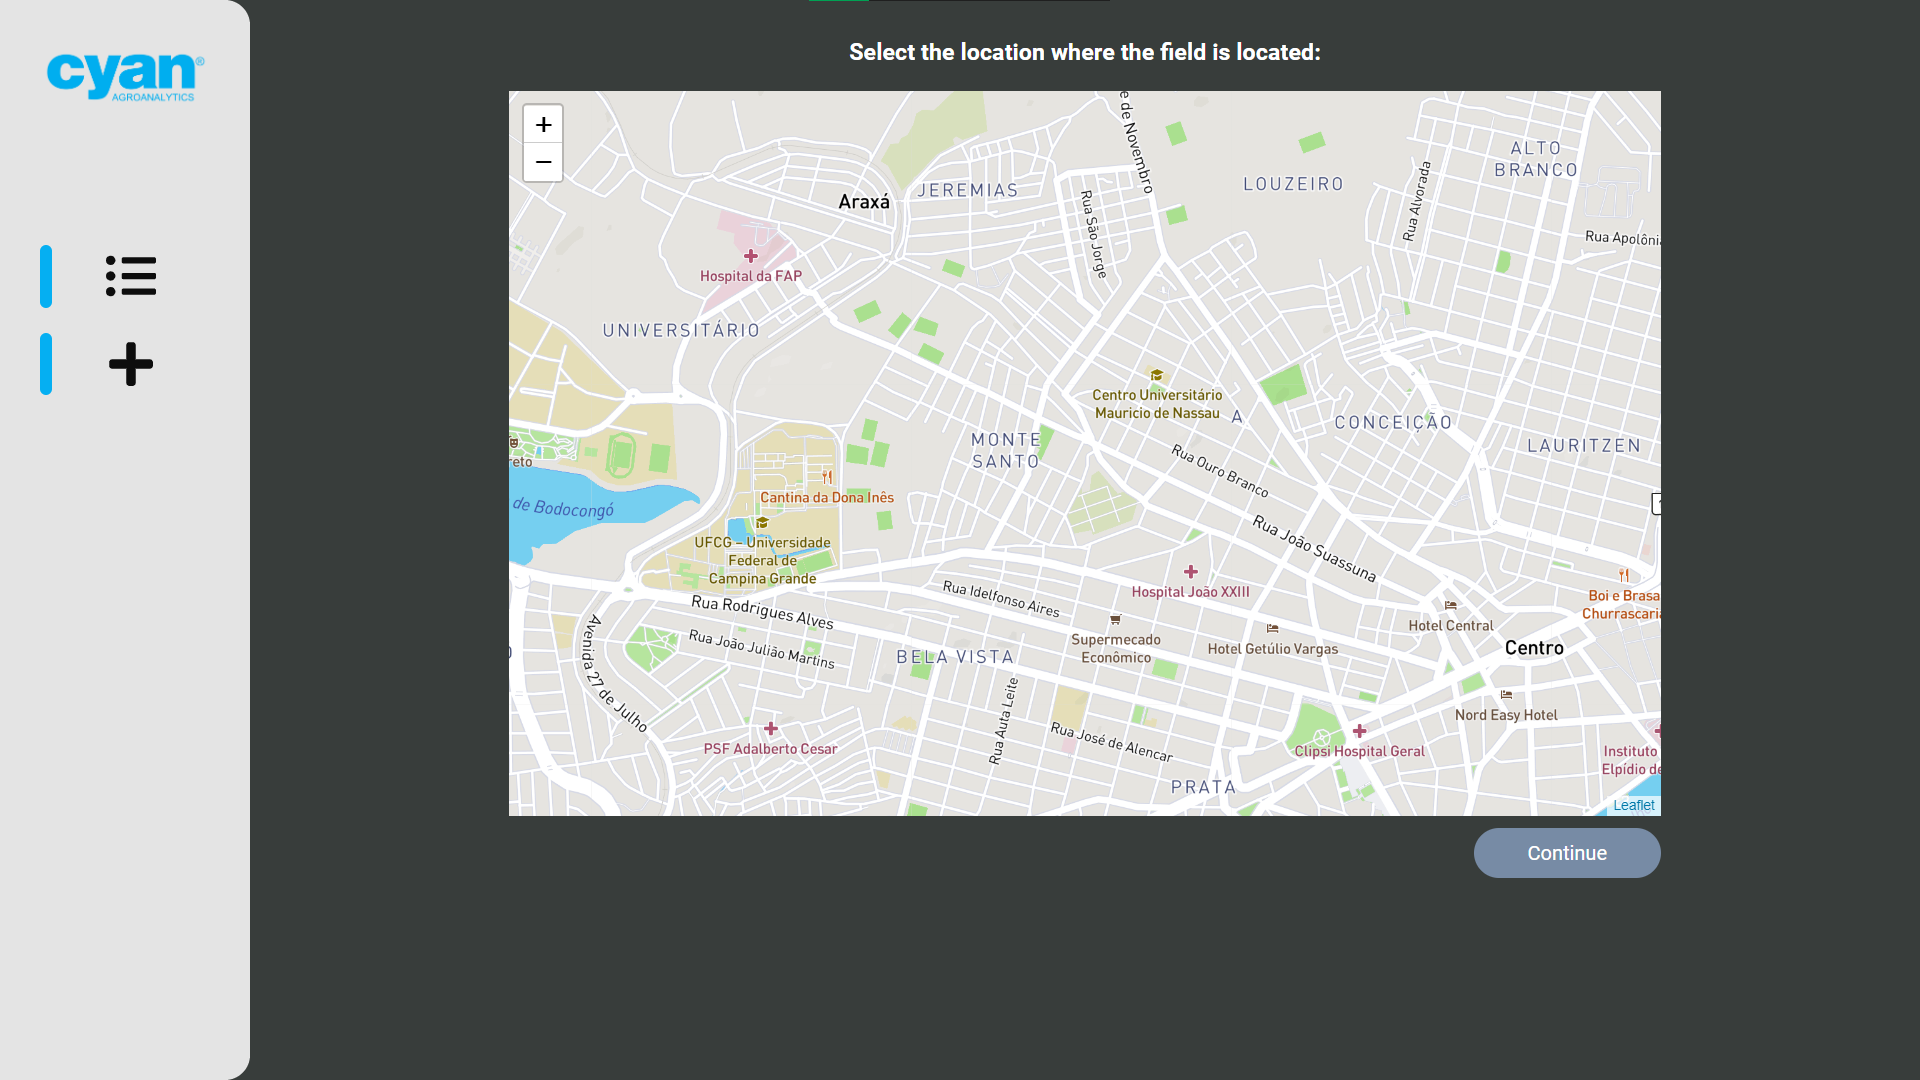 cyan®
AGROANALYTICS
Select the location where the field is located:
+
−
e de Novembro
ALTO
BRANCO
JEREMIAS
LOUZEIRO
Araxá
Rua São Jorge
Rua Alvorada
Rua Apolôni
Hospital da FAP
UNIVERSITÁRIO
Centro Universitário
Mauricio de Nassau
A
CONCEIÇÃO
MONTE
SANTO
LAURITZEN
reto
Rua Ouro Branco
Cantina da Dona Inês
de Bodocongó
UFCG – Universidade
Federal de
Campina Grande
Rua João Suassuna
Hospital João XXIII
Rua Idelfonso Aires
Boi e Brasa
Churrascaria
Rua Rodrigues Alves
Hotel Central
Supermecado
Econômico
Hotel Getúlio Vargas
Centro
Rua João Julião Martins
BELA VISTA
Avenida 27 de Julho
Rua Auta Leite
Nord Easy Hotel
PSF Adalberto Cesar
Rua José de Alencar
Clipsi Hospital Geral
Instituto
Elpídio de
PRATA
Leaflet
Continue